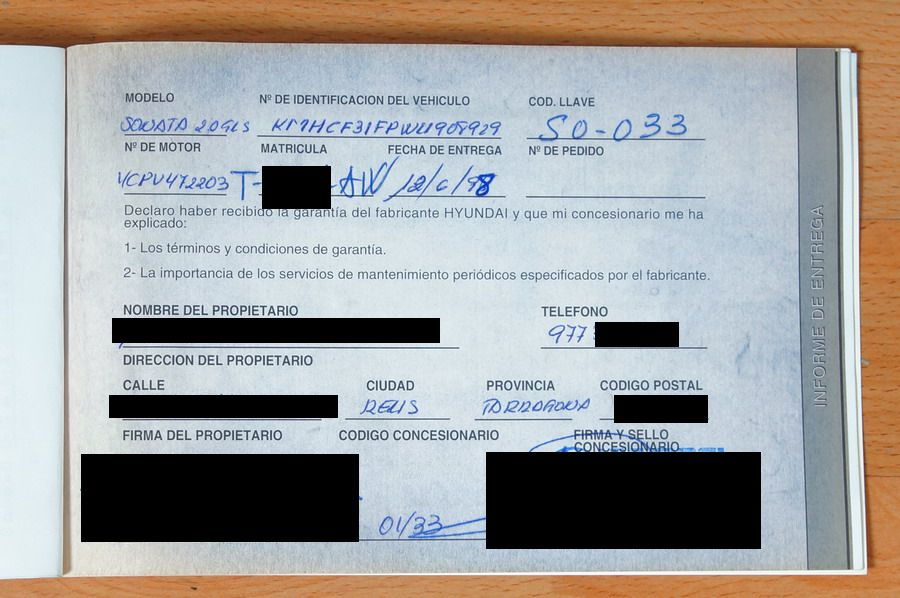 MODELO Nº DE IDENTIFICACION DEL VEHICULO COD. LLAVE
SONATA 2.0 GLS KMHCF31FPWU908929 SO-033
Nº DE MOTOR MATRICULA FECHA DE ENTREGA Nº DE PEDIDO
4CPV472203 T- -AW 12/6/98
Declaro haber recibido la garantía del fabricante HYUNDAI y que mi concesionario me ha
explicado:
1- Los términos y condiciones de garantía.
2- La importancia de los servicios de mantenimiento periódicos especificados por el fabricante.
NOMBRE DEL PROPIETARIO TELEFONO
977
DIRECCION DEL PROPIETARIO
CALLE CIUDAD PROVINCIA CODIGO POSTAL
REUS TARRAGONA
FIRMA DEL PROPIETARIO CODIGO CONCESIONARIO FIRMA Y SELLO
CONCESIONARIO
01/33
INFORME DE ENTREGA